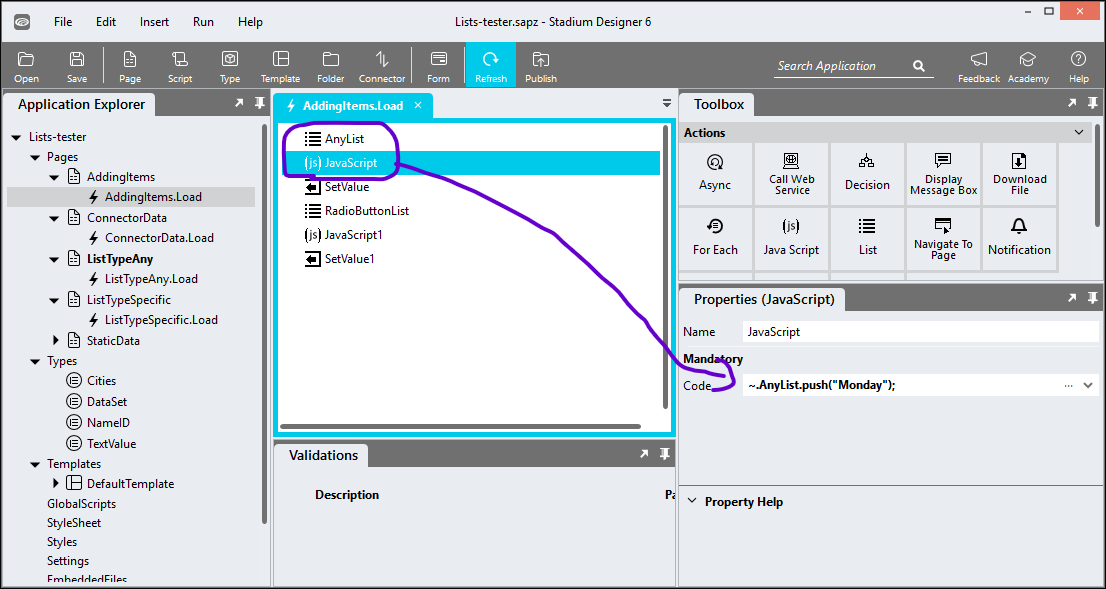 File Edit Insert Run Help
Lists-tester.sapz - Stadium Designer 6
Open Save Page Script Type Template Folder Connector Form Refresh Publish
Search Application
Feedback Academy Help
Application Explorer
Lists-tester
Pages
AddingItems
AddingItems.Load
ConnectorData
ConnectorData.Load
ListTypeAny
ListTypeAny.Load
ListTypeSpecific
ListTypeSpecific.Load
StaticData
Types
Cities
DataSet
NameID
TextValue
Templates
DefaultTemplate
GlobalScripts
StyleSheet
Styles
Settings
EmbeddedFiles
AddingItems.Load
AnyList
(js) JavaScript
SetValue
RadioButtonList
(js) JavaScript1
SetValue1
Validations
Description Pa
Toolbox
Actions
Async
Call Web
Service
Decision
Display
Message Box
Download
File
For Each
(js)
Java Script
List
Navigate To
Page
Notification
Properties (JavaScript)
Name JavaScript
Mandatory
Code ~.AnyList.push("Monday"); ...
Property Help